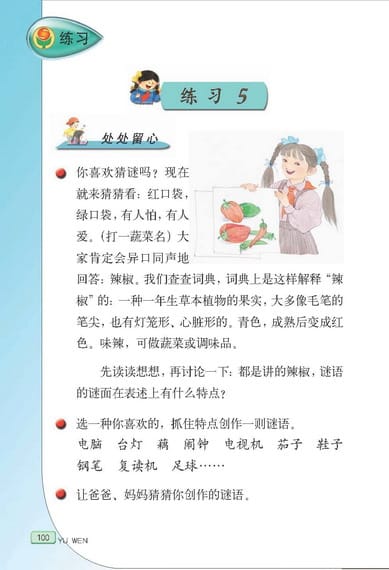 练习
练习 5
处处留心
你喜欢猜谜吗？现在
就来猜猜看：红口袋，
绿口袋，有人怕，有人
爱。(打一蔬菜名) 大
家肯定会异口同声地
回答：辣椒。我们查查词典，词典上是这样解释“辣
椒”的：一种一年生草本植物的果实，大多像毛笔的
笔尖，也有灯笼形、心脏形的。青色，成熟后变成红
色。味辣，可做蔬菜或调味品。
先读读想想，再讨论一下：都是讲的辣椒，谜语
的谜面在表述上有什么特点？
选一种你喜欢的，抓住特点创作一则谜语。
电脑 台灯 藕 闹钟 电视机 茄子 鞋子
钢笔 复读机 足球……
让爸爸、妈妈猜猜你创作的谜语。
100 YU WEN